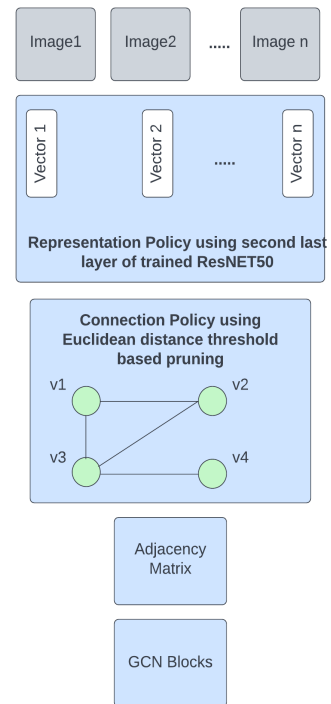 Image1 Image2 ..... Image n
Vector 1 Vector 2 ..... Vector n
Representation Policy using second last
layer of trained ResNET50
Connection Policy using
Euclidean distance threshold
based pruning
v1 v2
v3 v4
Adjacency
Matrix
GCN Blocks